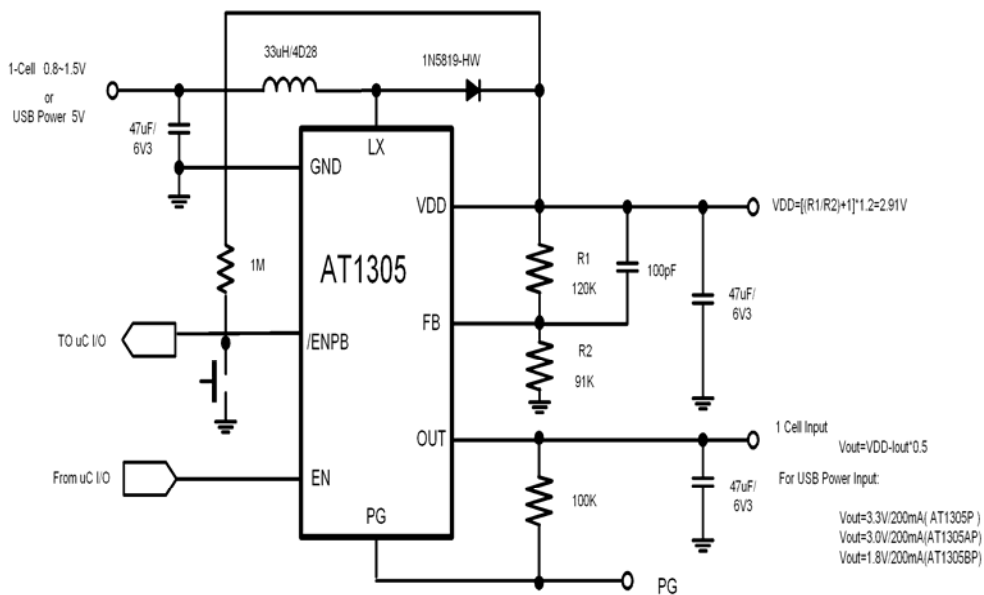 33uH/4D28
1N5819-HW
1-Cell 0.8~1.5V
or
USB Power 5V
47uF/
6V3
LX
GND
VDD
VDD=[(R1/R2)+1]*1.2=2.91V
1M
AT1305
R1
120K
100pF
47uF/
6V3
FB
TO uC I/O
/ENPB
R2
91K
OUT
1 Cell Input
Vout=VDD-Iout*0.5
From uC I/O
EN
100K
47uF/
6V3
For USB Power Input:
PG
Vout=3.3V/200mA( AT1305P )
Vout=3.0V/200mA(AT1305AP)
Vout=1.8V/200mA(AT1305BP)
PG